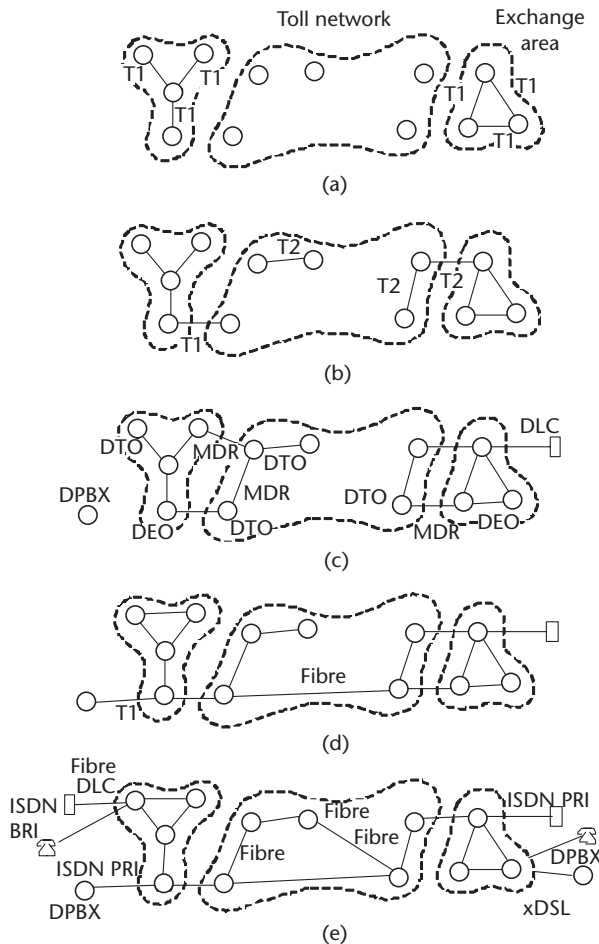 Toll network
Exchange
area
T1
T1
T1
T1
T1
T1
(a)
T2
T2
T2
T1
(b)
DLC
DTO
MDR
DTO
DPBX
MDR
DTO
DEO
DTO
MDR
DEO
(c)
Fibre
T1
(d)
Fibre
DLC
ISDN
BRI
Fibre
Fibre
Fibre
ISDN PRI
ISDN PRI
DPBX
DPBX
xDSL
(e)